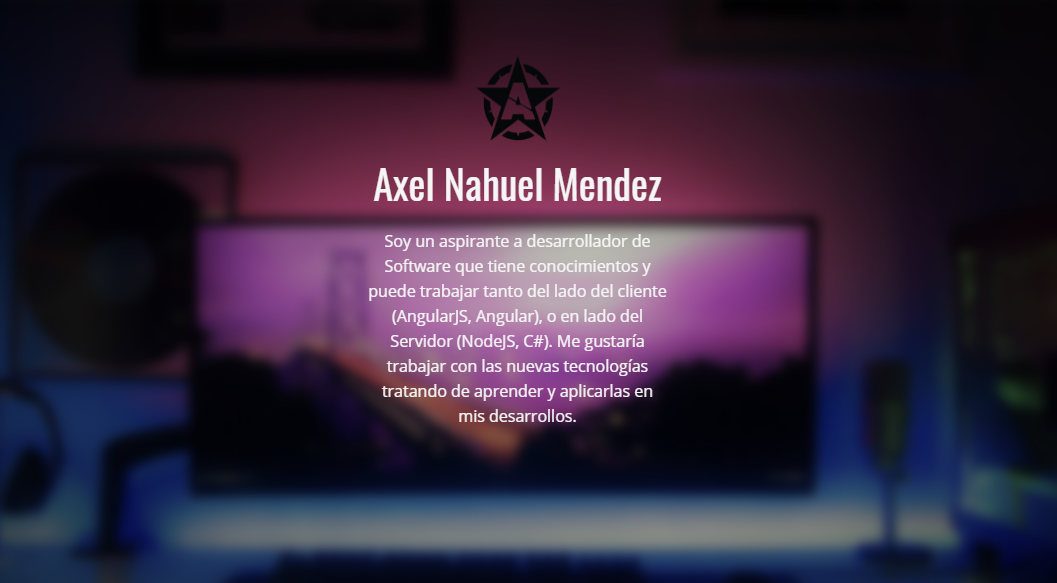 A
Axel Nahuel Mendez
Soy un aspirante a desarrollador de
Software que tiene conocimientos y
puede trabajar tanto del lado del cliente
(AngularJS, Angular), o en lado del
Servidor (NodeJS, C#). Me gustaría
trabajar con las nuevas tecnologías
tratando de aprender y aplicarlas en
mis desarrollos.